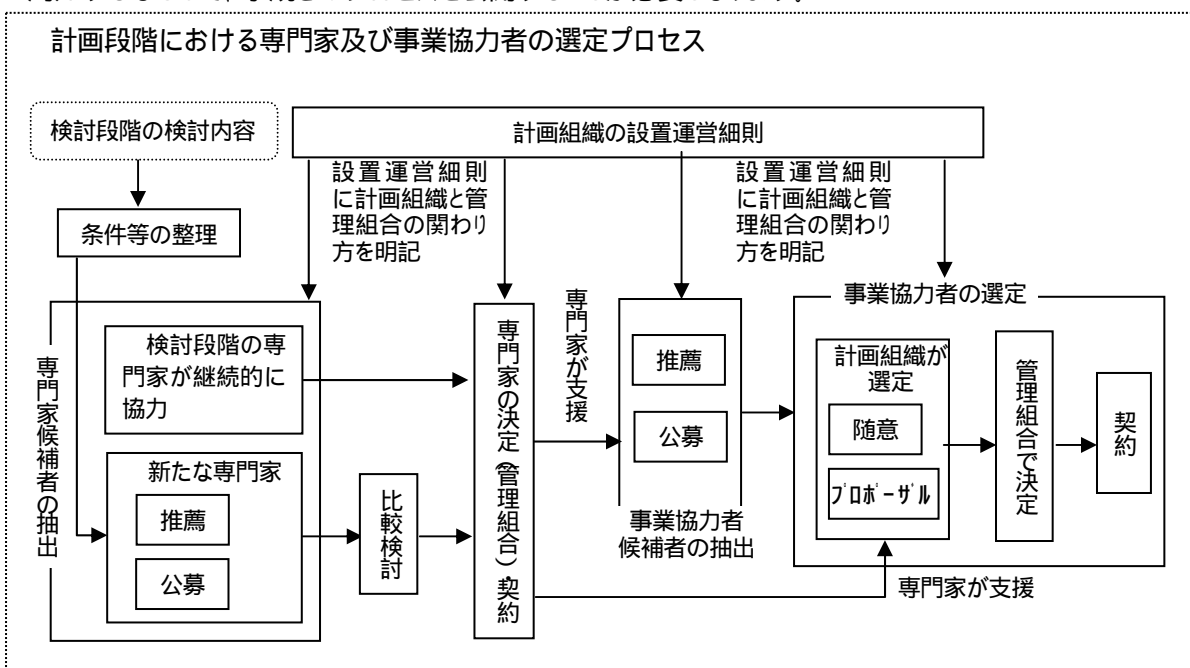 計画段階における専門家及び事業協力者の選定プロセス
検討段階の検討内容
計画組織の設置運営細則
設置運営細則
に計画組織と管
理組合の関わり
方を明記
設置運営細則
に計画組織と管
理組合の関わり
方を明記
条件等の整理
専門家候補者の抽出
検討段階の専
門家が継続的に
協力
新たな専門家
推薦
公募
比較検討
専門家の決定（管理組合）・契約
専門家が支援
推薦
公募
事業協力者
候補者の抽出
事業協力者の選定
計画組織が
選定
随意
プロポーザル
管理組合で決定
契約
専門家が支援